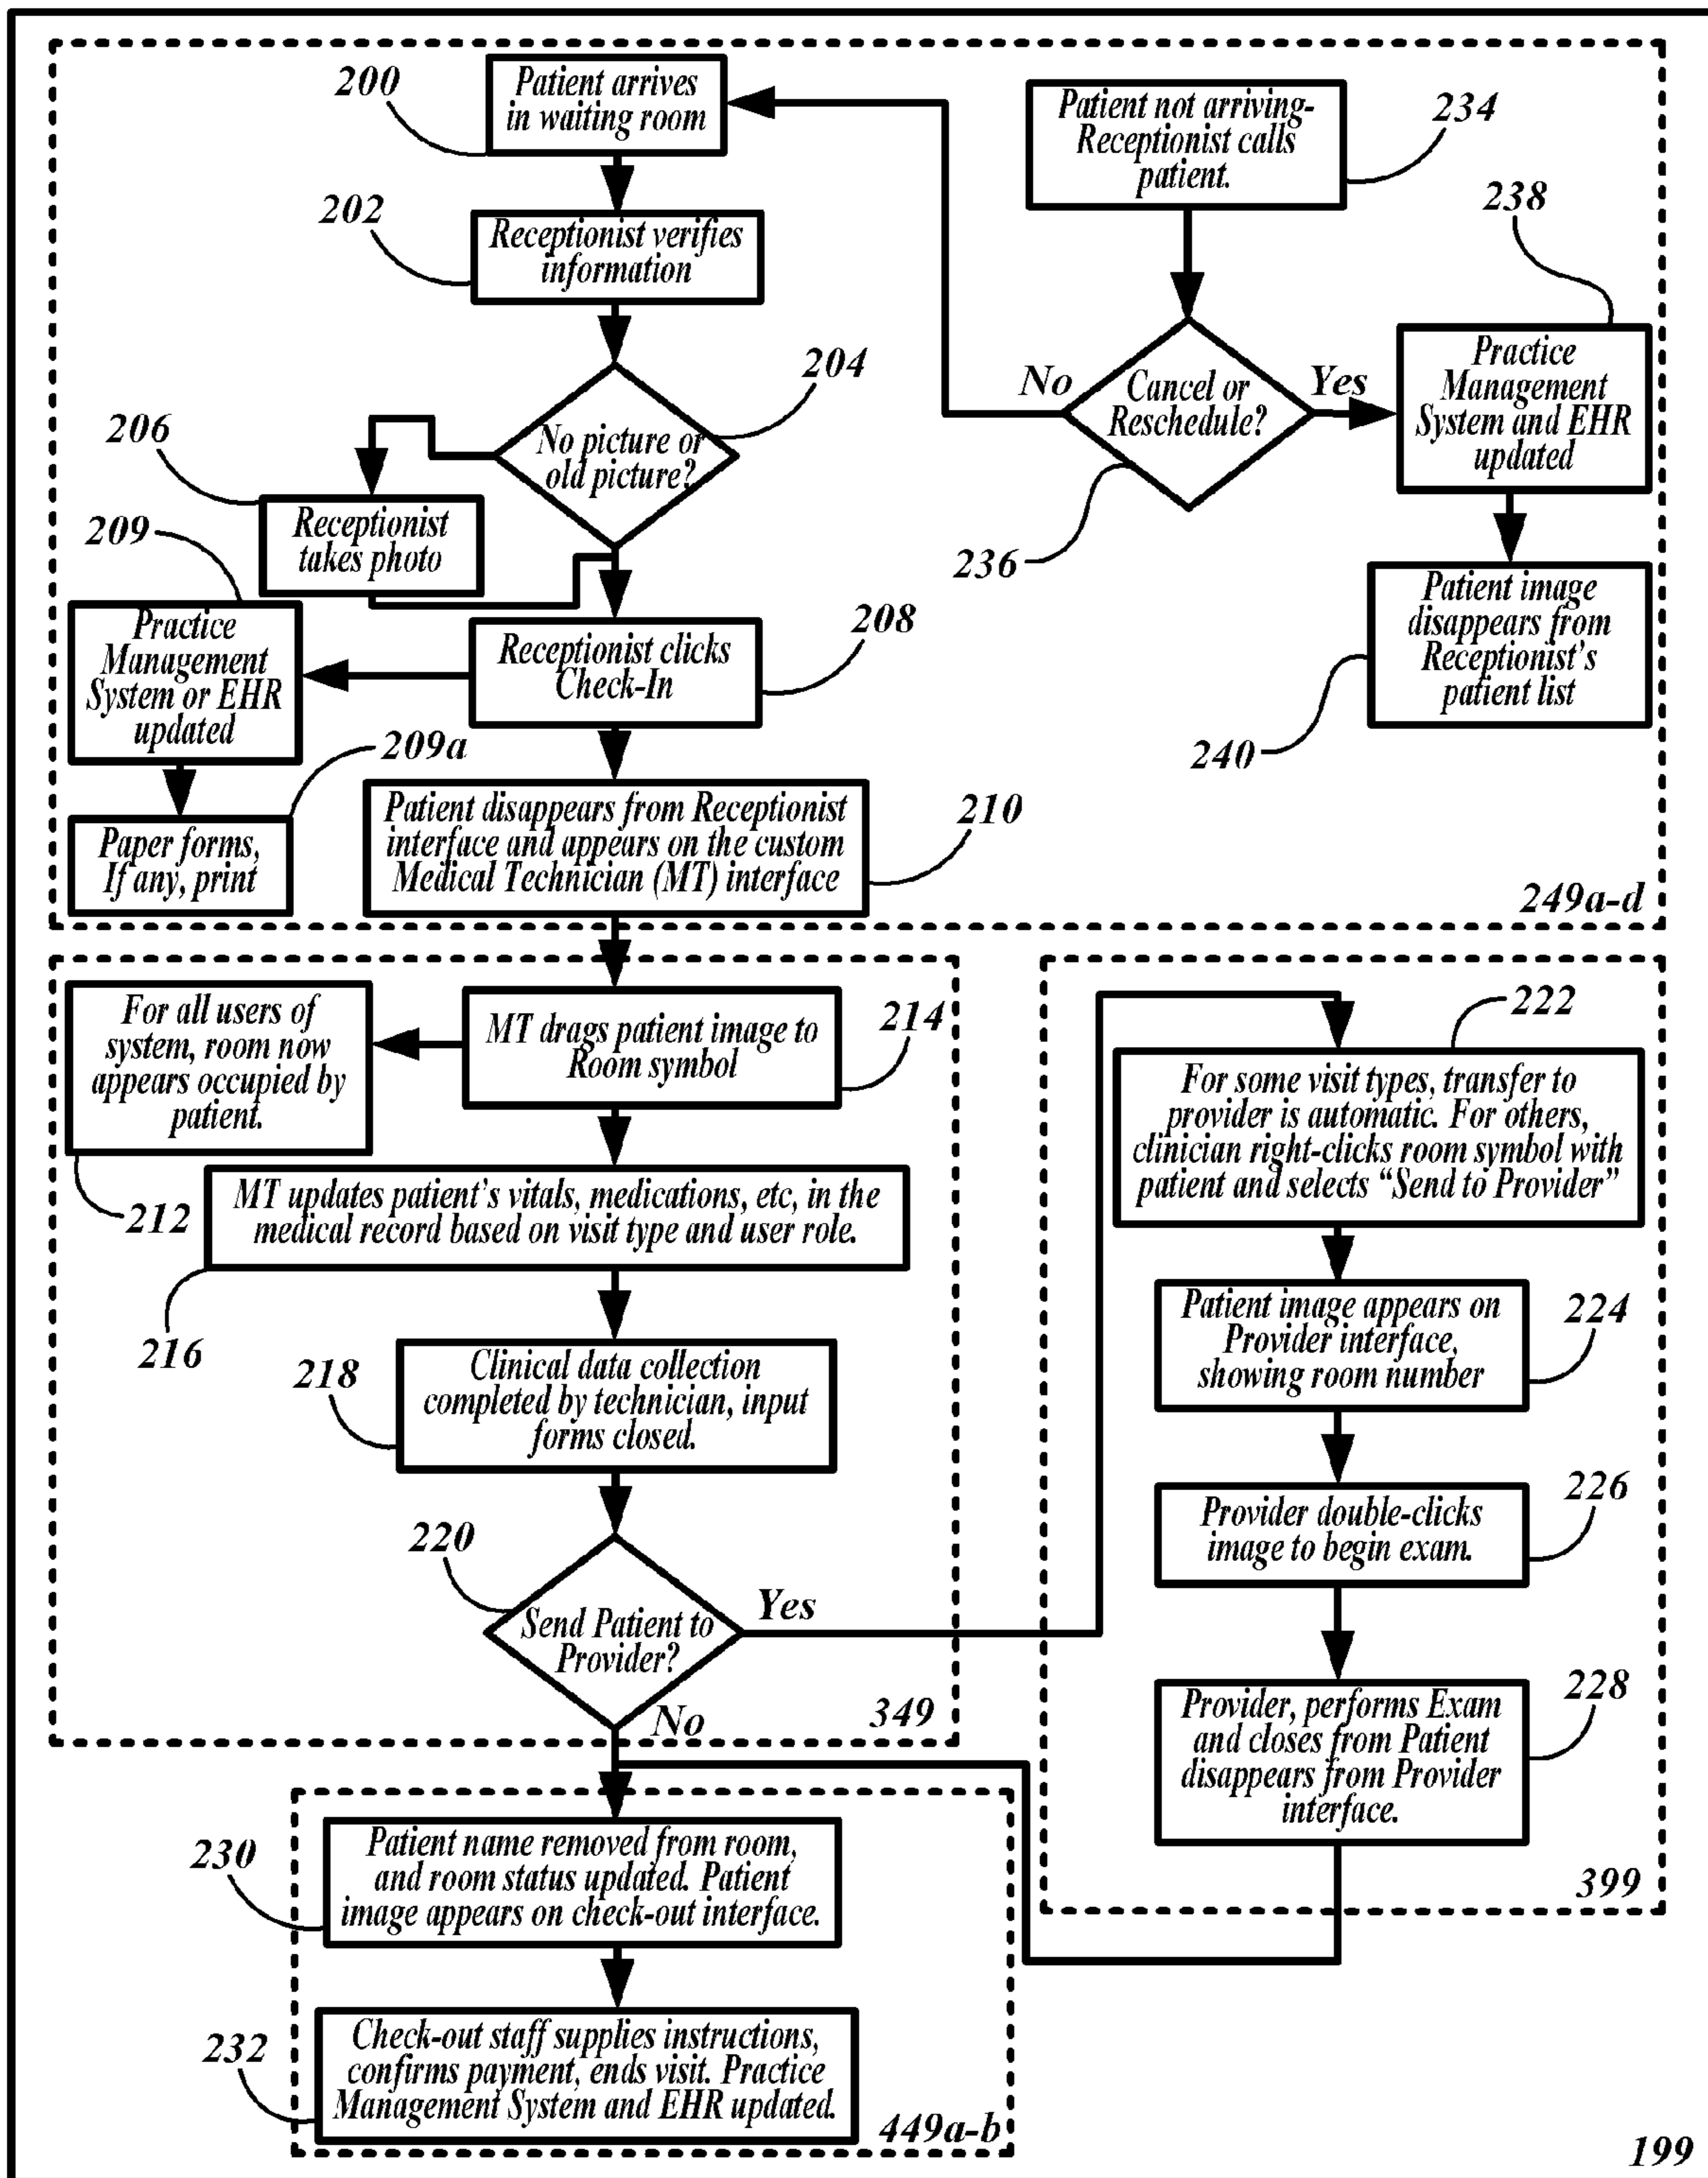 200
Patient arrives
in waiting room
202
Receptionist verifies
information
204
No picture or
old picture?
206
Receptionist
takes photo
208
Receptionist clicks
Check-In
209
Practice
Management
System or EHR
updated
209a
Paper forms,
If any, print
210
Patient disappears from Receptionist
interface and appears on the custom
Medical Technician (MT) interface
234
Patient not arriving-
Receptionist calls
patient.
236
Cancel or
Reschedule?
No
Yes
238
Practice
Management
System and EHR
updated
240
Patient image
disappears from
Receptionist's
patient list
249a-d
214
MT drags patient image to
Room symbol
For all users of
system, room now
appears occupied by
patient.
212
MT updates patient's vitals, medications, etc, in the
medical record based on visit type and user role.
216
218
Clinical data collection
completed by technician, input
forms closed.
220
Send Patient to
Provider?
Yes
No
349
222
For some visit types, transfer to
provider is automatic. For others,
clinician right-clicks room symbol with
patient and selects “Send to Provider”
224
Patient image appears on
Provider interface,
showing room number
226
Provider double-clicks
image to begin exam.
228
Provider, performs Exam
and closes from Patient
disappears from Provider
interface.
399
230
Patient name removed from room,
and room status updated. Patient
image appears on check-out interface.
232
Check-out staff supplies instructions,
confirms payment, ends visit. Practice
Management System and EHR updated.
449a-b
199